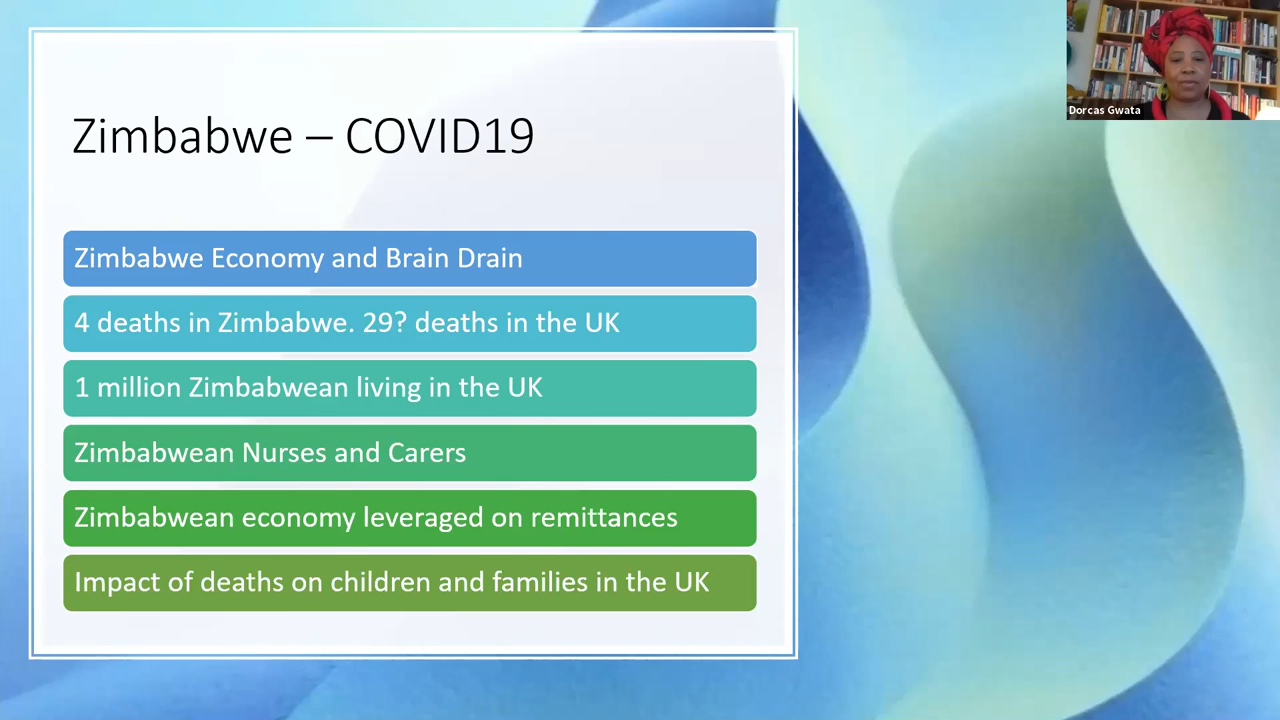 Zimbabwe – COVID19
Zimbabwe Economy and Brain Drain
4 deaths in Zimbabwe. 29? deaths in the UK
1 million Zimbabwean living in the UK
Zimbabwean Nurses and Carers
Zimbabwean economy leveraged on remittances
Impact of deaths on children and families in the UK
Dorcas Gwata